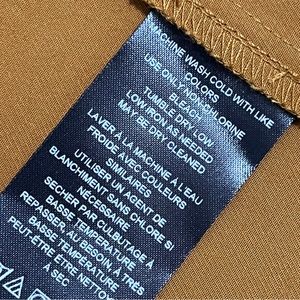 MACHINE WASH COLD WITH LIKE
COLORS
USE ONLY NON-CHLORINE
BLEACH
TUMBLE DRY LOW
LOW IRON AS NEEDED
MAY BE DRY CLEANED
LAVER À LA MACHINE À L'EAU
FROIDE AVEC COULEURS
SIMILAIRES
UTILISER UN AGENT DE
BLANCHIMENT SANS CHLORE SI
NÉCESSAIRE
SECHER PAR CULBUTAGE À
BASSE TEMPÉRATURE
REPASSER, AU BESOIN À TRÈS
BASSE TEMPÉRATURE
PEUT-ÊTRE ÊTRE NETTOYÉ
À SEC